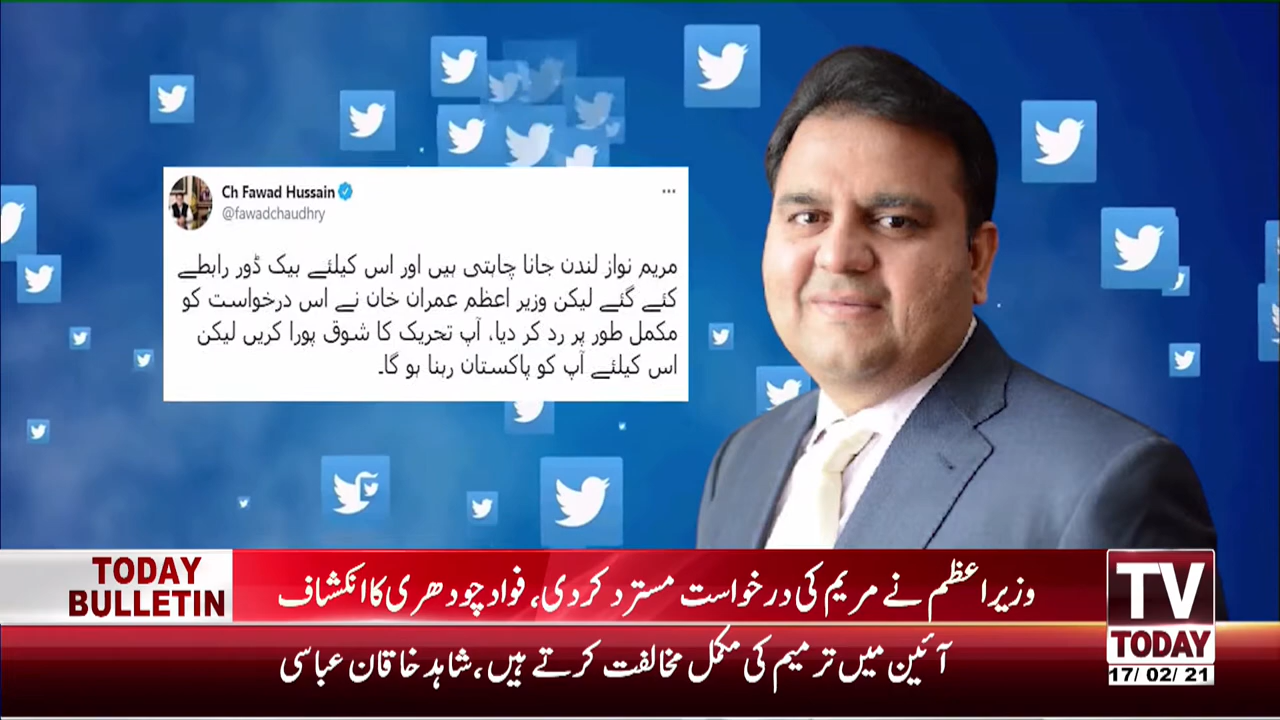 Ch Fawad Hussain
@fawadchaudhry
مریم نواز لندن جانا چاہتی ہیں اور اس کیلئے بیک ڈور رابطے
کئے گئے لیکن وزیر اعظم عمران خان نے اس درخواست کو
مکمل طور پر رد کر دیا، آپ تحریک کا شوق پورا کریں لیکن
اس کیلئے آپ کو پاکستان رہنا ہو گا۔
TODAY
BULLETIN
وزیراعظم نے مریم کی درخواست مسترد کردی، فواد چودھری کا انکشاف
آئین میں ترمیم کی مکمل مخالفت کرتے ہیں، شاہد خاقان عباسی
TV
TODAY
17/ 02/ 21